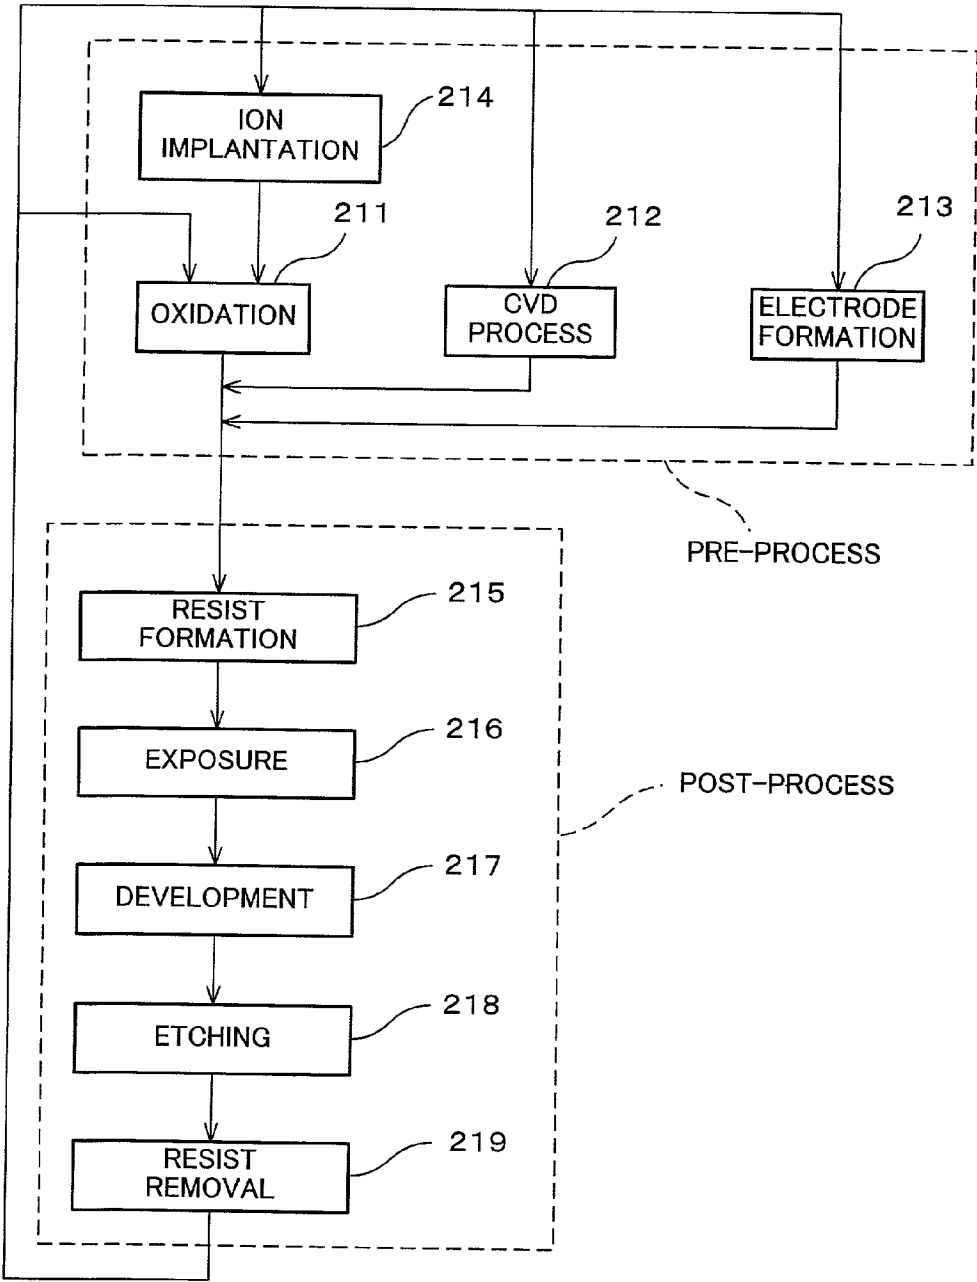 214
ION
IMPLANTATION
211
212
213
OXIDATION
CVD
PROCESS
ELECTRODE
FORMATION
PRE-PROCESS
215
RESIST
FORMATION
216
EXPOSURE
POST-PROCESS
217
DEVELOPMENT
218
ETCHING
219
RESIST
REMOVAL